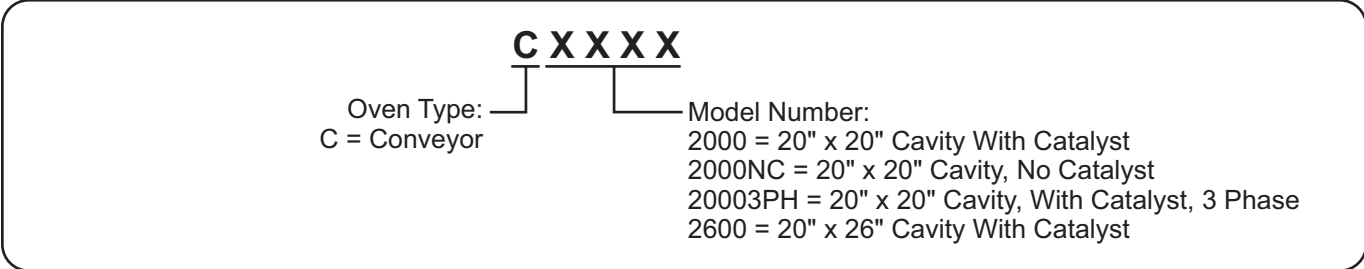 C X X X X
Oven Type:
C = Conveyor
Model Number:
2000 = 20" x 20" Cavity With Catalyst
2000NC = 20" x 20" Cavity, No Catalyst
20003PH = 20" x 20" Cavity, With Catalyst, 3 Phase
2600 = 20" x 26" Cavity With Catalyst